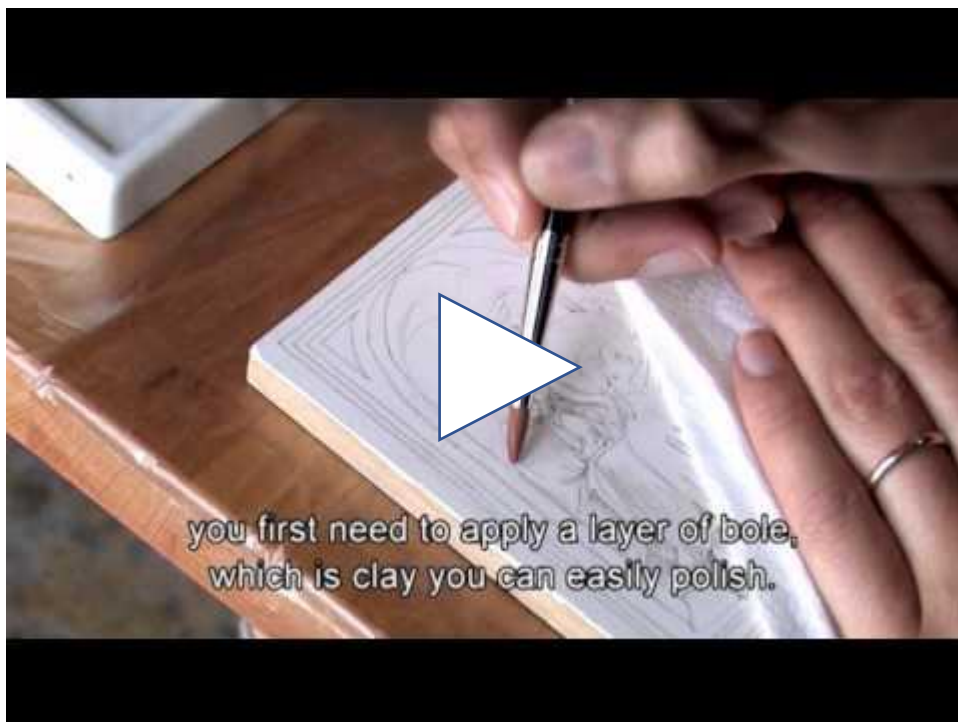 you first need to apply a layer of bole,
which is clay you can easily polish.